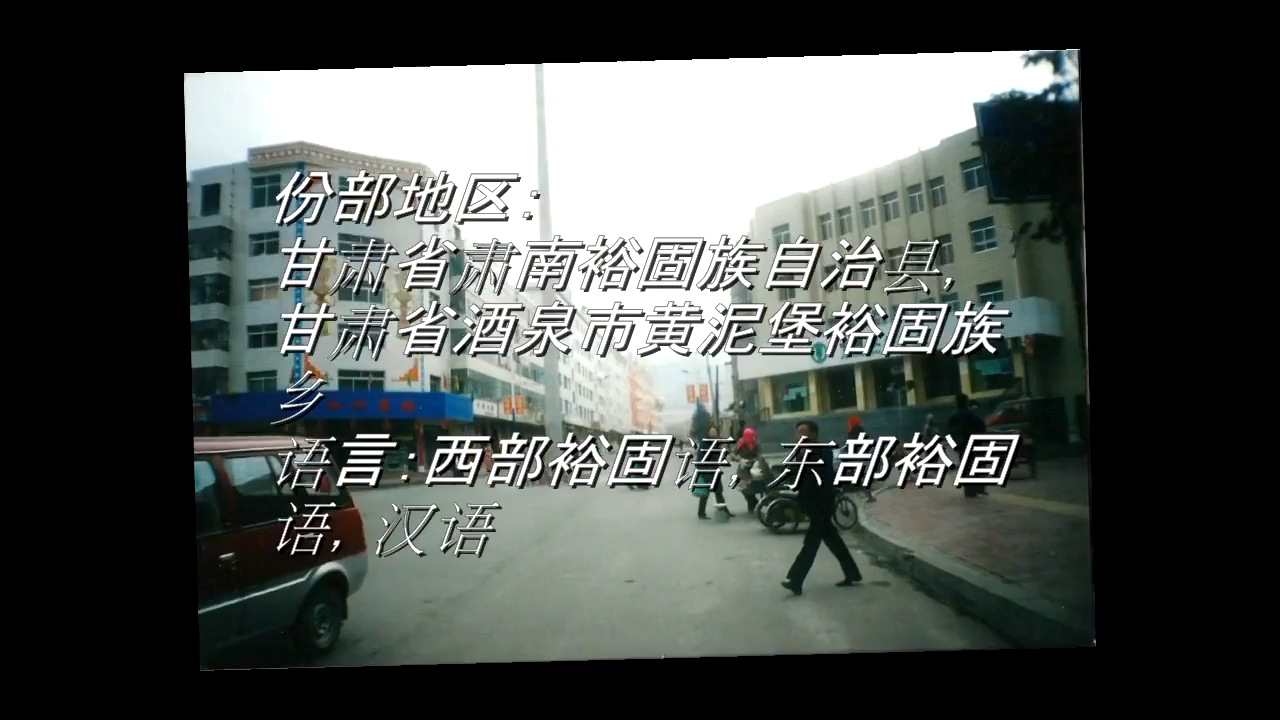 份部地区:
甘肃省肃南裕固族自治县,
甘肃省酒泉市黄泥堡裕固族
乡
语言:西部裕固语, 东部裕固
语, 汉语